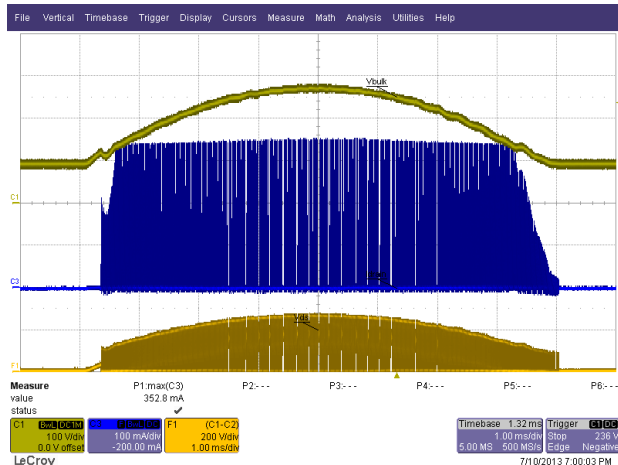 File Vertical Timebase Trigger Display Cursors Measure Math Analysis Utilities Help
Vbulk
C1
C3
Vds
F1
Measure P1:max(C3) P2:- - - P3:- - - P4:- - - P5:- - - P6:- -
value 352.8 mA
status ✓
C1 BwL DC1M F1 (C1-C2) Timebase 1.32 ms Trigger C1 DC
100 V/div 100 mA/div 200 V/div 1.00 ms/div Stop 236 V
0.0 V offset -200.00 mA 1.00 ms/div 5.00 MS 500 MS/s Edge Negative
LeCroy 7/10/2013 7:00:03 PM